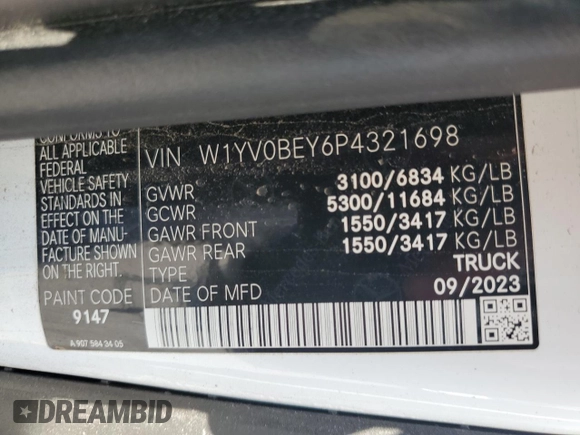 CONFORMS TO
ALL APPLICABLE
FEDERAL
VEHICLE SAFETY
STANDARDS IN
EFFECT ON THE
DATE OF MANU-
FACTURE SHOWN
ON THE RIGHT.
PAINT CODE
9147
A 907 584 34 05
VIN W1YV0BEY6P4321698
GVWR 3100/6834 KG/LB
GCWR 5300/11684 KG/LB
GAWR FRONT 1550/3417 KG/LB
GAWR REAR 1550/3417 KG/LB
TYPE TRUCK
DATE OF MFD 09/2023
DREAMBID